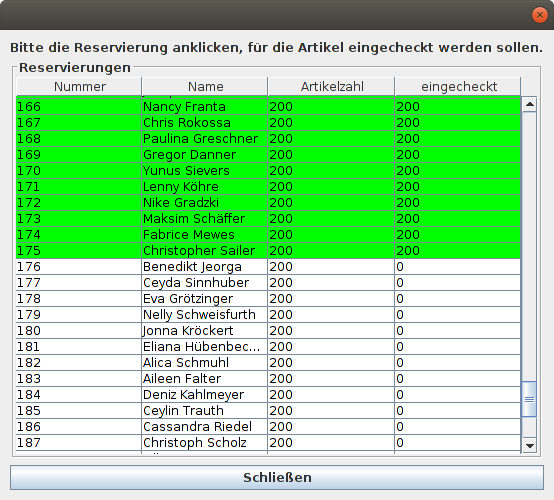 Bitte die Reservierung anklicken, für die Artikel eingecheckt werden sollen.
Reservierungen
Nummer Name Artikelzahl eingecheckt
166 Nancy Franta 200 200
167 Chris Rokossa 200 200
168 Paulina Greschner 200 200
169 Gregor Danner 200 200
170 Yunus Sievers 200 200
171 Lenny Köhre 200 200
172 Nike Gradzki 200 200
173 Maksim Schäffer 200 200
174 Fabrice Mewes 200 200
175 Christopher Sailer 200 200
176 Benedikt Jeorga 200 0
177 Ceyda Sinnhuber 200 0
178 Eva Grötzinger 200 0
179 Nelly Schweisfurth 200 0
180 Jonna Kröckert 200 0
181 Eliana Hübenbec... 200 0
182 Alica Schmuhl 200 0
183 Aileen Falter 200 0
184 Deniz Kahlmeyer 200 0
185 Ceylin Trauth 200 0
186 Cassandra Riedel 200 0
187 Christoph Scholz 200 0
Schließen